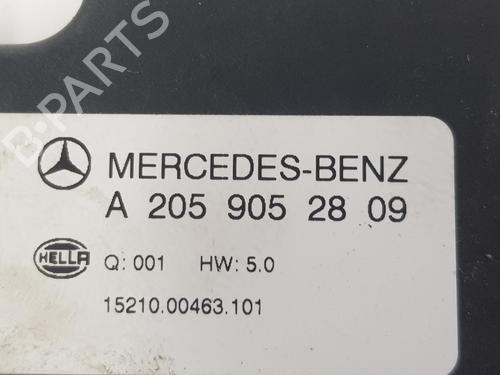 B-PARTS
MERCEDES-BENZ
A 205 905 28 09
HELLA
Q: 001 HW: 5.0
15210.00463.101